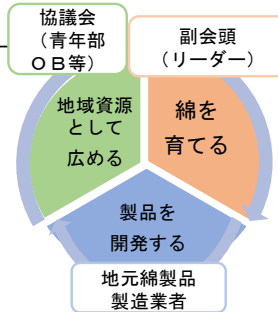 協議会
（青年部
ＯＢ等）
副会頭
（リーダー）
地域資源
として
広める
綿を
育てる
製品を
開発する
地元綿製品
製造業者